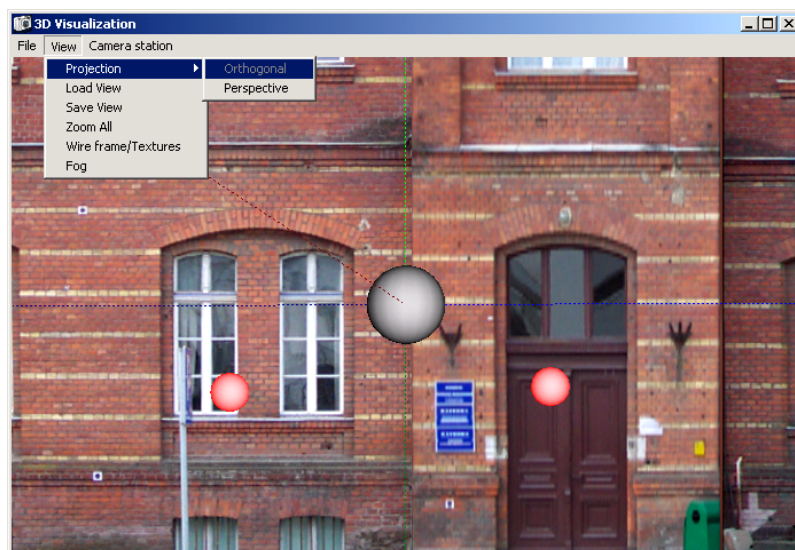 3D Visualization
File View Camera station
Projection
Load View
Save View
Zoom All
Wire frame/Textures
Fog
Orthogonal
Perspective